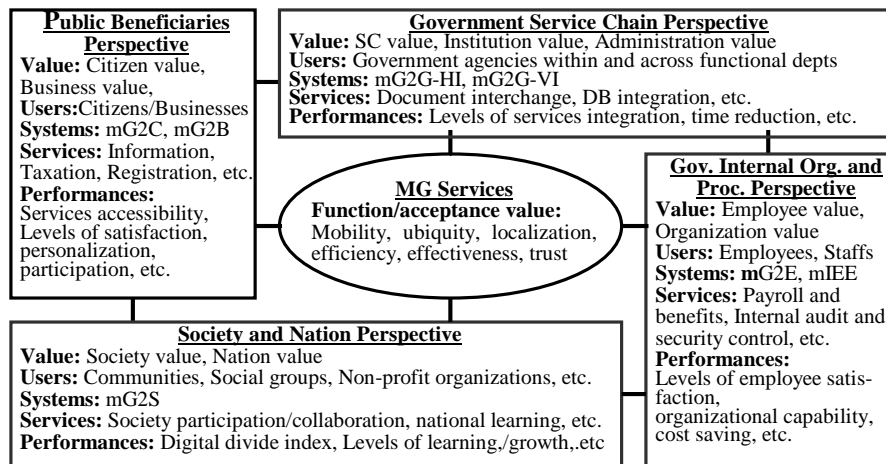 Public Beneficiaries
Perspective
Value: Citizen value,
Business value,
Users:Citizens/Businesses
Systems: mG2C, mG2B
Services: Information,
Taxation, Registration, etc.
Performances:
Services accessibility,
Levels of satisfaction,
personalization,
participation, etc.
Government Service Chain Perspective
Value: SC value, Institution value, Administration value
Users: Government agencies within and across functional depts
Systems: mG2G-HI, mG2G-VI
Services: Document interchange, DB integration, etc.
Performances: Levels of services integration, time reduction, etc.
MG Services
Function/acceptance value:
Mobility, ubiquity, localization,
efficiency, effectiveness, trust
Gov. Internal Org. and
Proc. Perspective
Value: Employee value,
Organization value
Users: Employees, Staffs
Systems: mG2E, mIEE
Services: Payroll and
benefits, Internal audit and
security control, etc.
Performances:
Levels of employee satis-
faction,
organizational capability,
cost saving, etc.
Society and Nation Perspective
Value: Society value, Nation value
Users: Communities, Social groups, Non-profit organizations, etc.
Systems: mG2S
Services: Society participation/collaboration, national learning, etc.
Performances: Digital divide index, Levels of learning,/growth,.etc